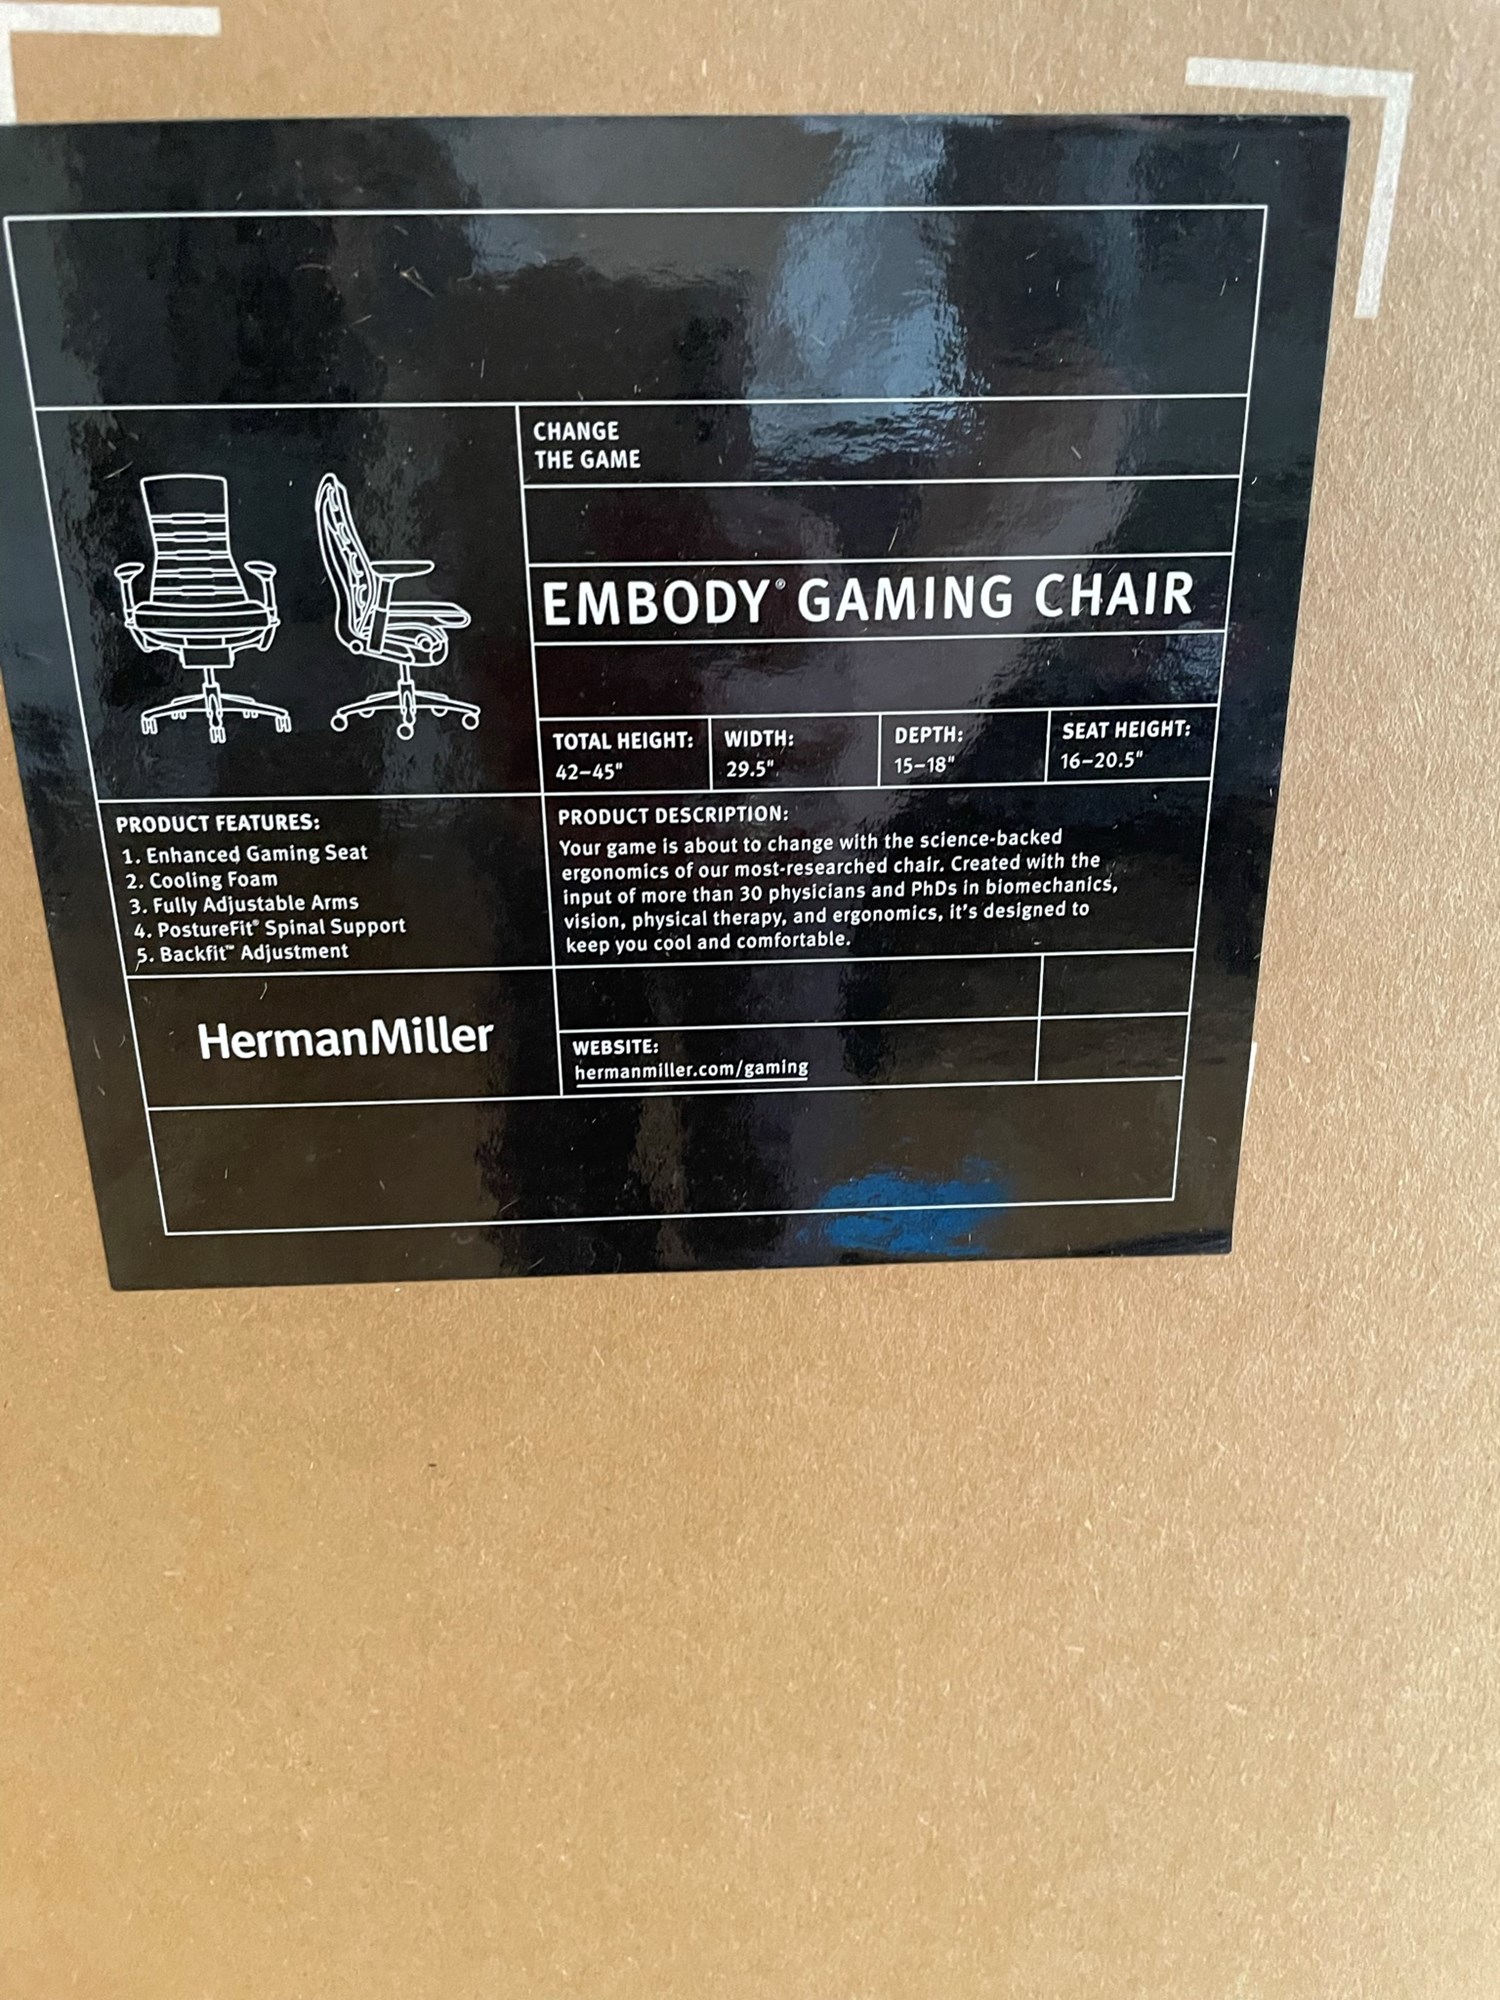 CHANGE
THE GAME
EMBODY® GAMING CHAIR
TOTAL HEIGHT:
42–45"
WIDTH:
29.5"
DEPTH:
15–18"
SEAT HEIGHT:
16–20.5"
PRODUCT FEATURES:
1. Enhanced Gaming Seat
2. Cooling Foam
3. Fully Adjustable Arms
4. PostureFit® Spinal Support
5. Backfit™ Adjustment
PRODUCT DESCRIPTION:
Your game is about to change with the science-backed
ergonomics of our most-researched chair. Created with the
input of more than 30 physicians and PhDs in biomechanics,
vision, physical therapy, and ergonomics, it's designed to
keep you cool and comfortable.
HermanMiller
WEBSITE:
hermanmiller.com/gaming